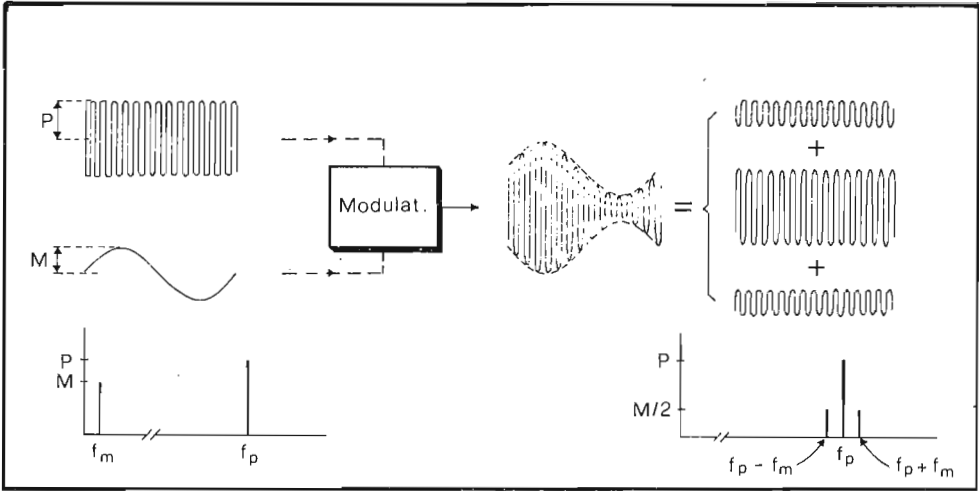 P
Modulat.
=
+
+
M
P
M
f_m
f_p
P
M/2
f_p - f_m
f_p
f_p + f_m